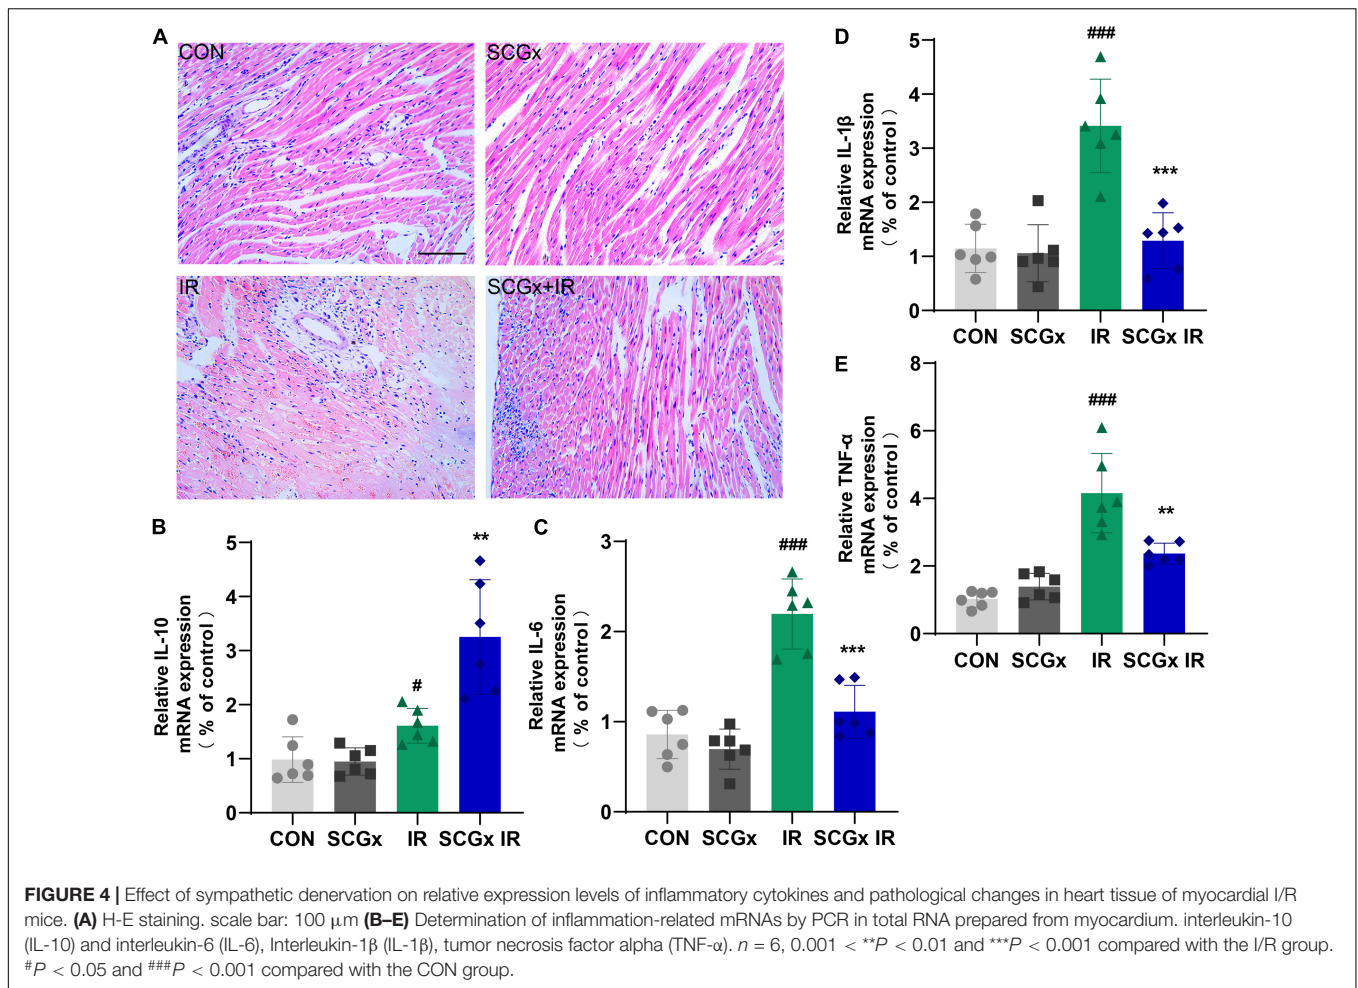 A
CON
SCGx
IR
SCGx+IR
B
Relative IL-10
mRNA expression
( % of control )
5
4
3
2
1
0
#
**
CON SCGx IR SCGx IR
C
Relative IL-6
mRNA expression
( % of control )
3
2
1
0
###
***
CON SCGx IR SCGx IR
D
Relative IL-1β
mRNA expression
( % of control )
5
4
3
2
1
0
###
***
CON SCGx IR SCGx IR
E
Relative TNF-α
mRNA expression
( % of control )
8
6
4
2
0
###
**
CON SCGx IR SCGx IR
FIGURE 4 | Effect of sympathetic denervation on relative expression levels of inflammatory cytokines and pathological changes in heart tissue of myocardial I/R
mice. (A) H-E staining. scale bar: 100 μm (B–E) Determination of inflammation-related mRNAs by PCR in total RNA prepared from myocardium. interleukin-10
(IL-10) and interleukin-6 (IL-6), Interleukin-1β (IL-1β), tumor necrosis factor alpha (TNF-α). n = 6, 0.001 < **P < 0.01 and ***P < 0.001 compared with the I/R group.
#P < 0.05 and ###P < 0.001 compared with the CON group.